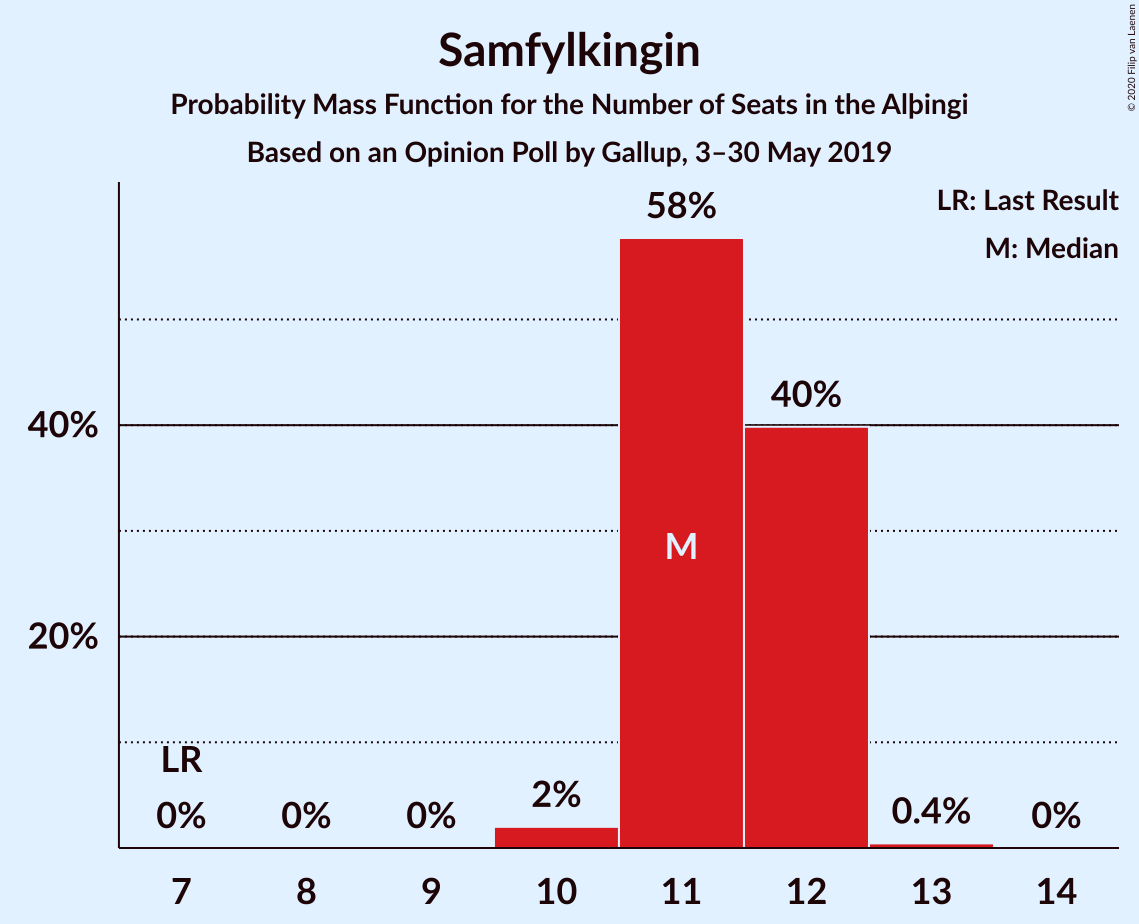 Samfylkingin
Probability Mass Function for the Number of Seats in the Alþingi
Based on an Opinion Poll by Gallup, 3–30 May 2019
© 2020 Filip van Laenen
LR: Last Result
M: Median
58%
40%
40%
M
20%
LR
0%
0%
0%
2%
0.4%
0%
7 8 9 10 11 12 13 14